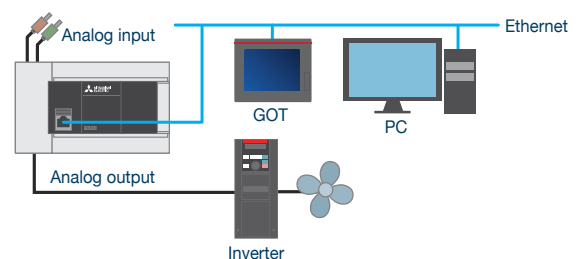 Analog input
Ethernet
GOT
PC
Analog output
Inverter